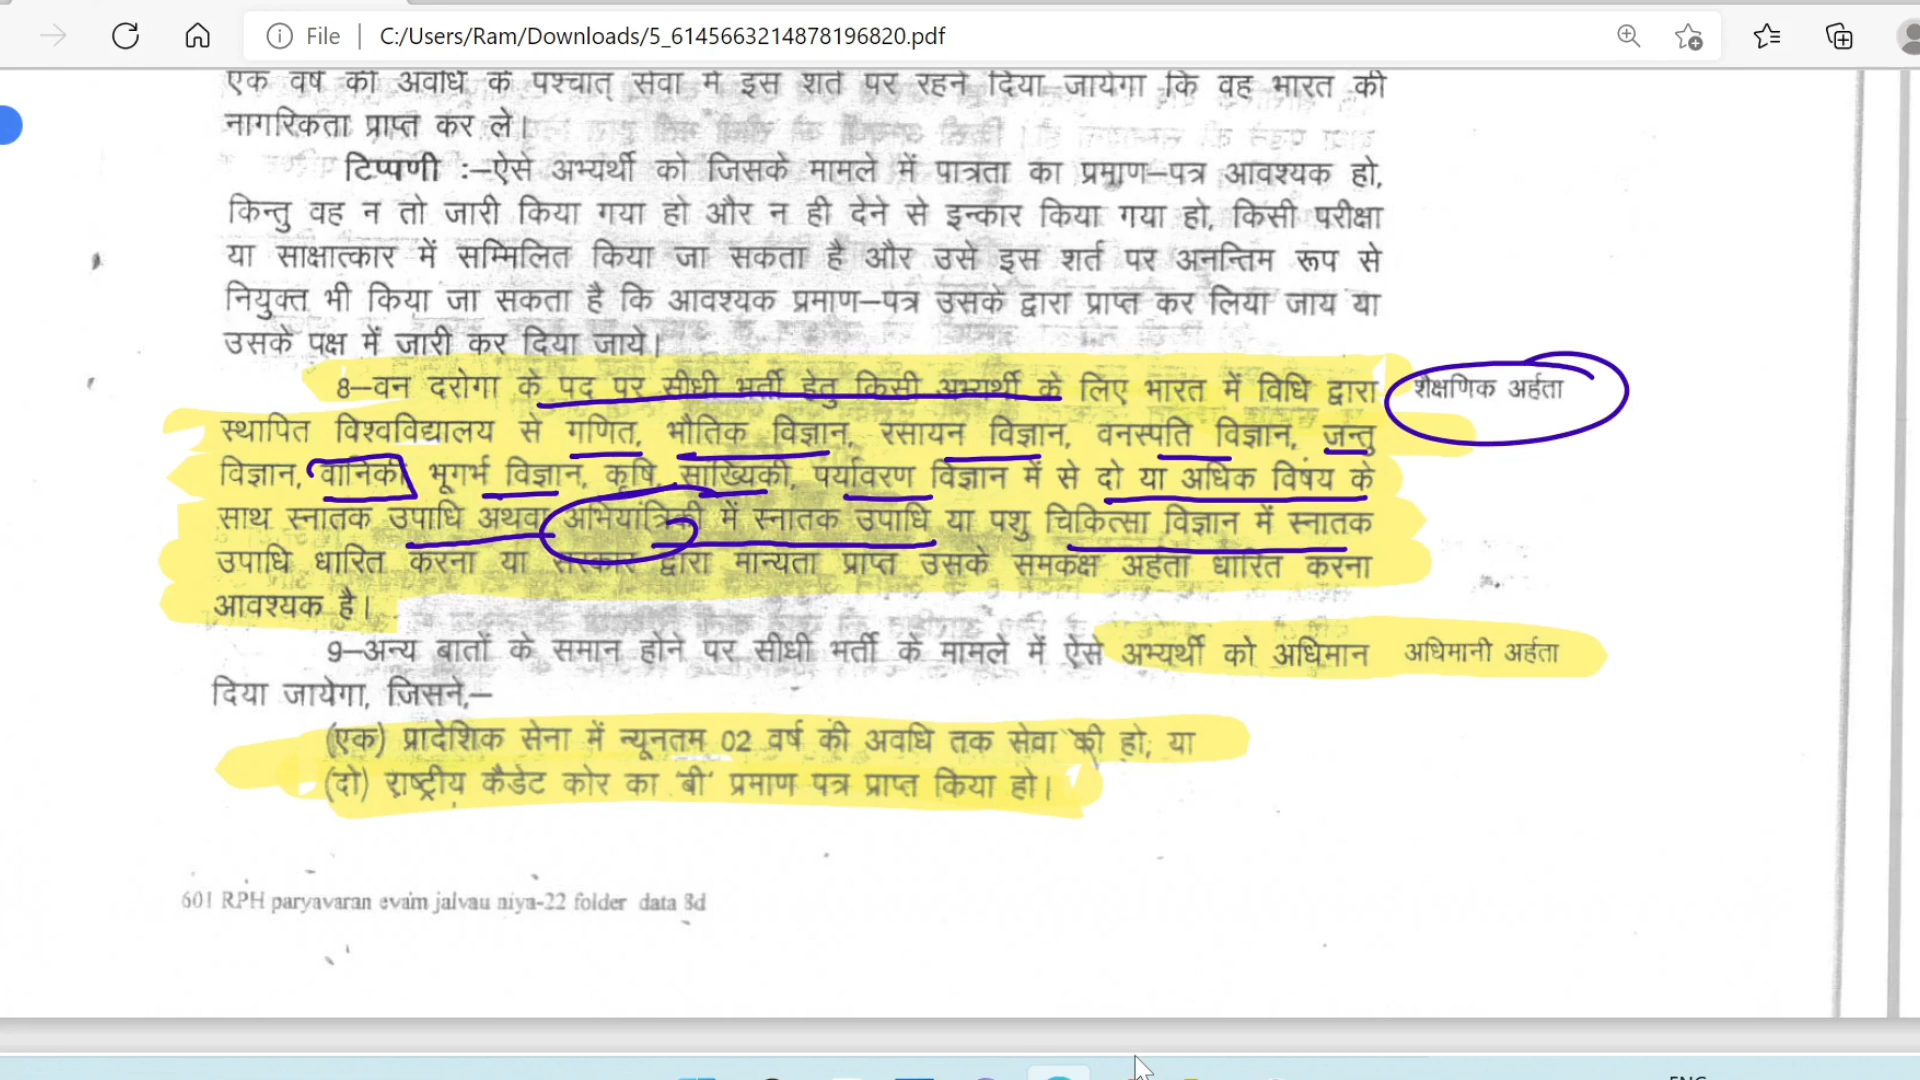 File
C:/Users/Ram/Downloads/5_6145663214878196820.pdf
एक वर्ष की अवधि के पश्चात् सेवा में इस शर्त पर रहने दिया जायेगा कि वह भारत की
नागरिकता प्राप्त कर ले।
टिप्पणी :–ऐसे अभ्यर्थी को जिसके मामले में पात्रता का प्रमाण–पत्र आवश्यक हो,
किन्तु वह न तो जारी किया गया हो और न ही देने से इन्कार किया गया हो, किसी परीक्षा
या साक्षात्कार में सम्मिलित किया जा सकता है और उसे इस शर्त पर अनन्तिम रूप से
नियुक्त भी किया जा सकता है कि आवश्यक प्रमाण–पत्र उसके द्वारा प्राप्त कर लिया जाय या
उसके पक्ष में जारी कर दिया जाये।
8–वन दरोगा के पद पर सीधी भर्ती हेतु किसी अभ्यर्थी के लिए भारत में विधि द्वारा शैक्षणिक अर्हता
स्थापित विश्वविद्यालय से गणित, भौतिक विज्ञान, रसायन विज्ञान, वनस्पति विज्ञान, जन्तु
विज्ञान, वानिकी भूगर्भ विज्ञान, कृषि, सांख्यिकी, पर्यावरण विज्ञान में से दो या अधिक विषय के
साथ स्नातक उपाधि अथवा अभियांत्रिकी में स्नातक उपाधि या पशु चिकित्सा विज्ञान में स्नातक
उपाधि धारित करना या सरकार द्वारा मान्यता प्राप्त उसके समकक्ष अर्हता धारित करना
आवश्यक है।
9–अन्य बातों के समान होने पर सीधी भर्ती के मामले में ऐसे अभ्यर्थी को अधिमान अधिमानी अर्हता
दिया जायेगा, जिसने,–
(एक) प्रादेशिक सेना में न्यूनतम 02 वर्ष की अवधि तक सेवा की हो; या
(दो) राष्ट्रीय कैडेट कोर का 'बी' प्रमाण पत्र प्राप्त किया हो।
601 RPH paryavaran evam jalvau niya-22 folder data 8d